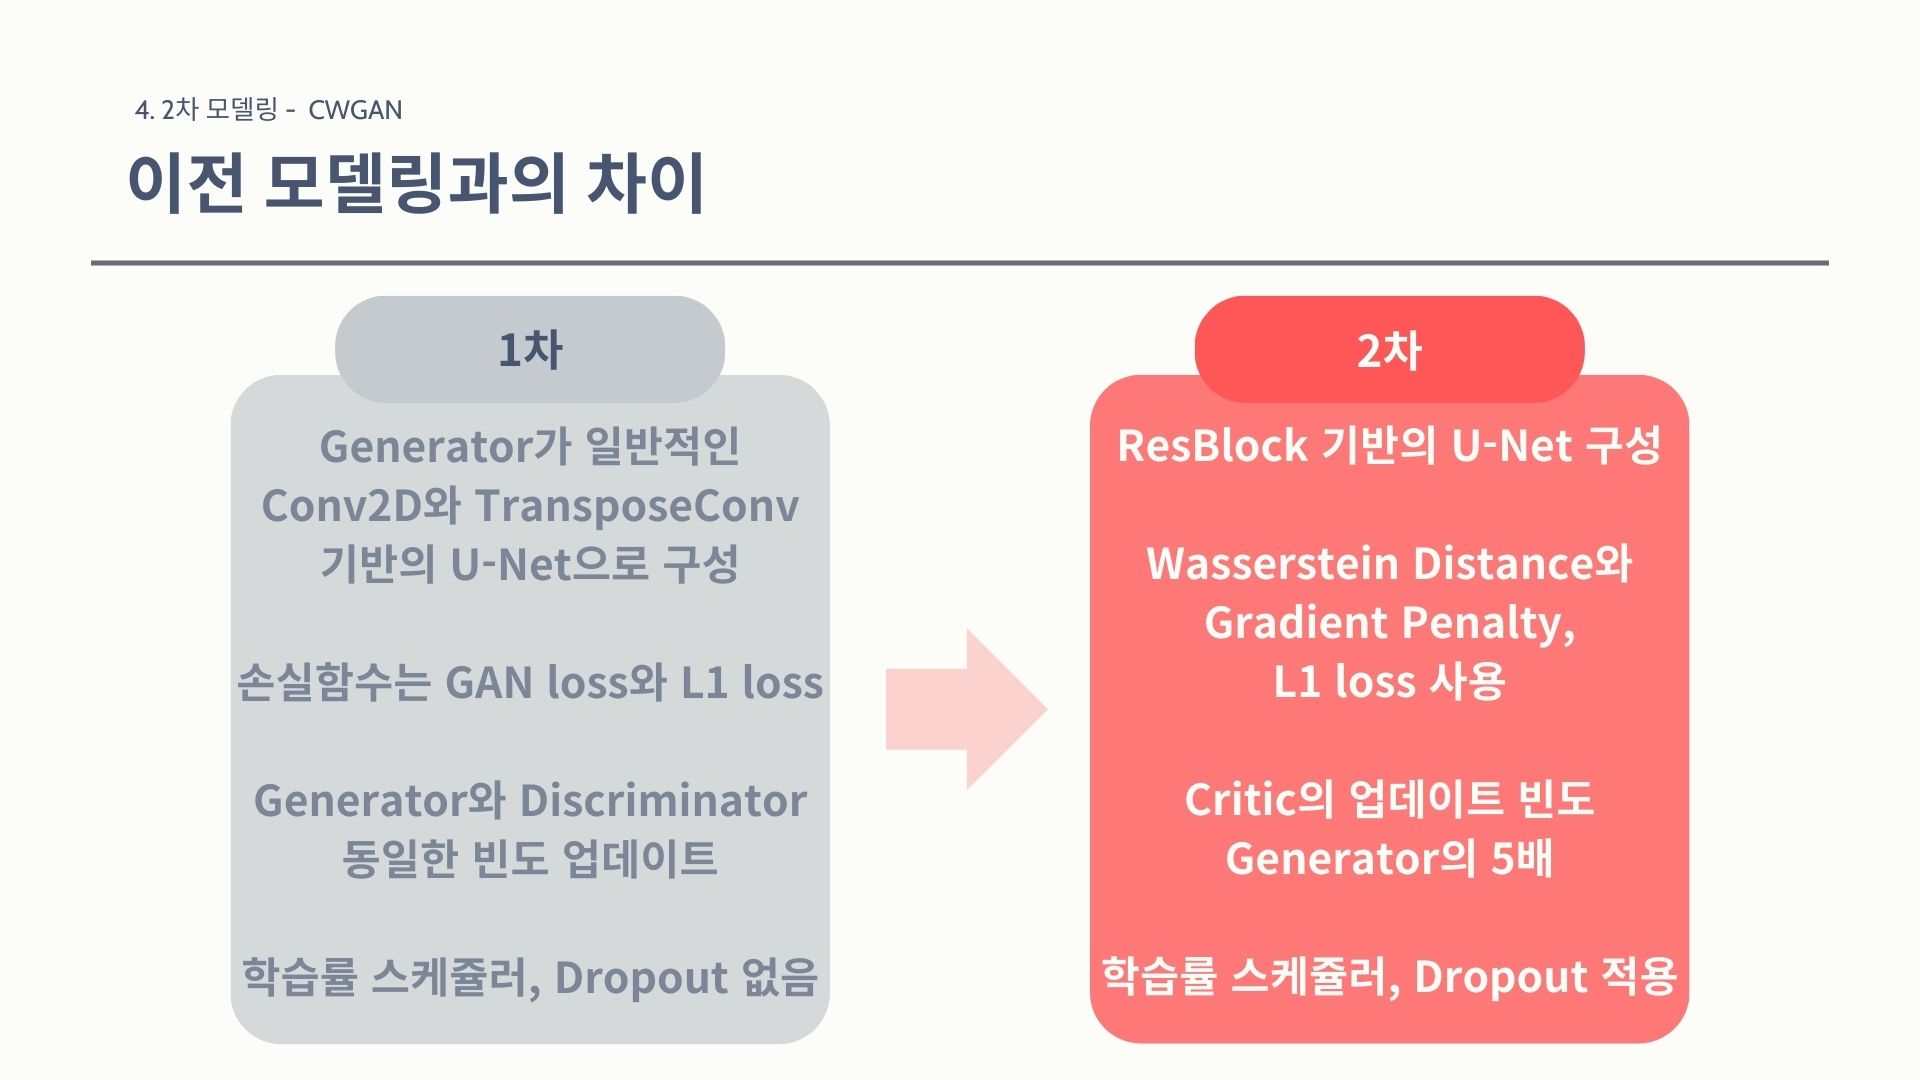 4. 2차 모델링 - CWGAN
이전 모델링과의 차이
1차
Generator가 일반적인
Conv2D와 TransposeConv
기반의 U-Net으로 구성
손실함수는 GAN loss와 L1 loss
Generator와 Discriminator
동일한 빈도 업데이트
학습률 스케쥴러, Dropout 없음
2차
ResBlock 기반의 U-Net 구성
Wasserstein Distance와
Gradient Penalty,
L1 loss 사용
Critic의 업데이트 빈도
Generator의 5배
학습률 스케쥴러, Dropout 적용